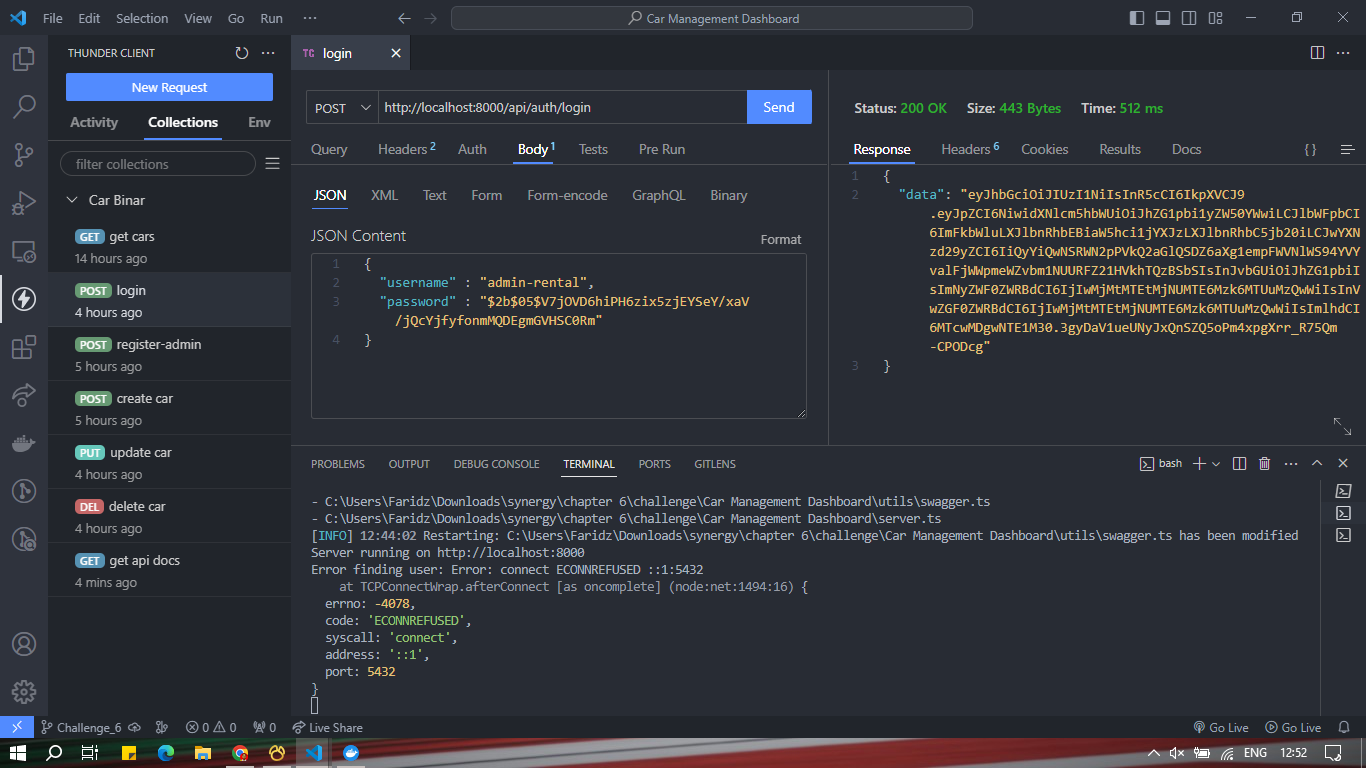 File Edit Selection View Go Run ··· Car Management Dashboard
THUNDER CLIENT
New Request
Activity Collections Env
filter collections
Car Binar
GET get cars
14 hours ago
POST login
4 hours ago
POST register-admin
5 hours ago
POST create car
5 hours ago
PUT update car
4 hours ago
DEL delete car
4 hours ago
GET get api docs
4 mins ago
TC login
POST http://localhost:8000/api/auth/login Send
Query Headers 2 Auth Body 1 Tests Pre Run
JSON XML Text Form Form-encode GraphQL Binary
JSON Content Format
1 {
2 "username" : "admin-rental",
3 "password" : "$2b$05$V7jOVD6hiPH6zix5zjEYSeY/xaV
/jQcYjfyfonmMQDEgmGVHSC0Rm"
4 }
Status: 200 OK Size: 443 Bytes Time: 512 ms
Response Headers 6 Cookies Results Docs { }
1 {
2 "data": "eyJhbGciOiJIUzI1NiIsInR5cCI6IkpXVCJ9
.eyJpZCI6NiwidXNlcm5hbWUiOiJhZG1pbi1yZW50YWwiLCJlbWFpbCI
6ImFkbWluLXJlbnRhbEBiaW5hci1jYXJzLXJlbnRhbC5jb20iLCJwYXN
zd29yZCI6IiQyYiQwNSRWN2pPVkQ2aGlQSDZ6aXg1empFWVNlWS94YVY
valFjWWpmeWZvbm1NUURFZ21HVkhTQzBSbSIsInJvbGUiOiJhZG1pbiI
sImNyZWF0ZWRBdCI6IjIwMjMtMTEtMjNUMTE6Mzk6MTUuMzQwWiIsInV
wZGF0ZWRBdCI6IjIwMjMtMTEtMjNUMTE6Mzk6MTUuMzQwWiIsImlhdCI
6MTcwMDgwNTE1M30.3gyDaV1ueUNyJxQnSZQ5oPm4xpgXrr_R75Qm
-CPODcg"
3 }
PROBLEMS OUTPUT DEBUG CONSOLE TERMINAL PORTS GITLENS bash
- C:\Users\Faridz\Downloads\synergy\chapter 6\challenge\Car Management Dashboard\utils\swagger.ts
- C:\Users\Faridz\Downloads\synergy\chapter 6\challenge\Car Management Dashboard\server.ts
[INFO] 12:44:02 Restarting: C:\Users\Faridz\Downloads\synergy\chapter 6\challenge\Car Management Dashboard\utils\swagger.ts has been modified
Server running on http://localhost:8000
Error finding user: Error: connect ECONNREFUSED ::1:5432
at TCPConnectWrap.afterConnect [as oncomplete] (node:net:1494:16) {
errno: -4078,
code: 'ECONNREFUSED',
syscall: 'connect',
address: '::1',
port: 5432
}
Challenge_6 0 0 0 Live Share Go Live Go Live
ENG 12:52